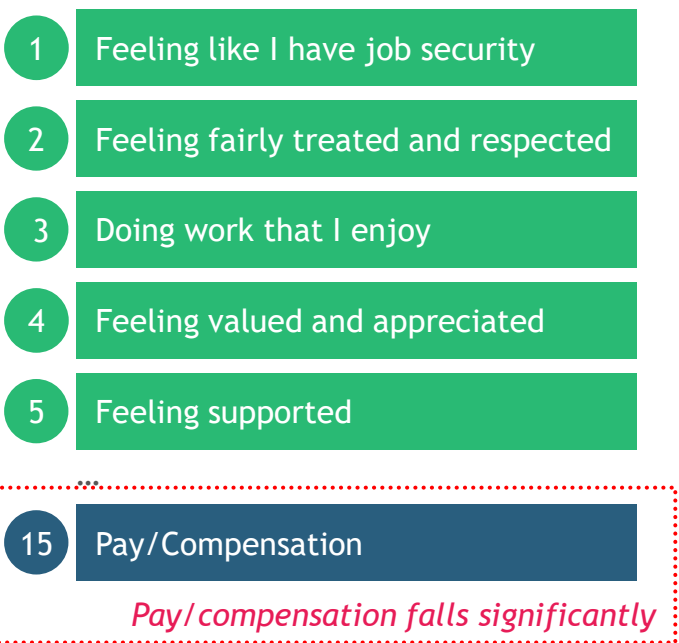 1 Feeling like I have job security
2 Feeling fairly treated and respected
3 Doing work that I enjoy
4 Feeling valued and appreciated
5 Feeling supported
...
15 Pay/Compensation
Pay/compensation falls significantly